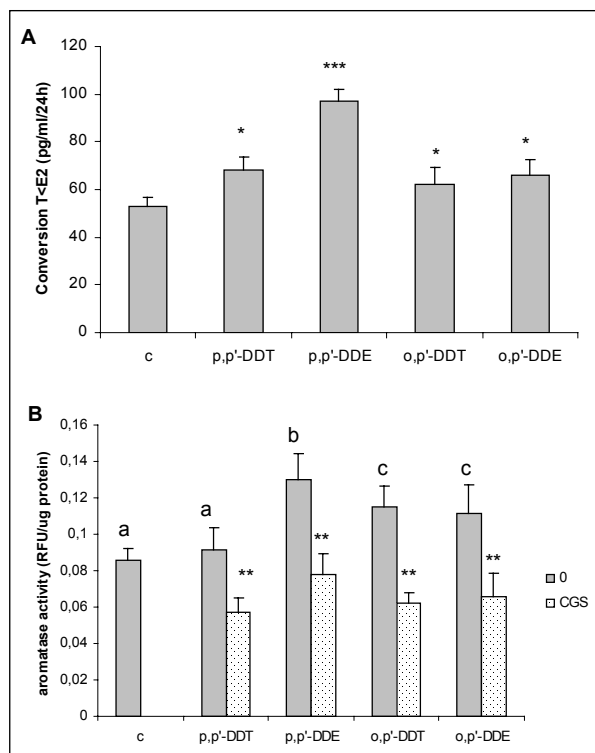 A
Conversion T<E2 (pg/ml/24h)
120
100
80
60
40
20
0
*
***
*
*
c
p,p'-DDT
p,p'-DDE
o,p'-DDT
o,p'-DDE
B
aromatase activity (RFU/ug protein)
0,16
0,14
0,12
0,1
0,08
0,06
0,04
0,02
0
a
a
**
b
**
c
**
c
**
0
CGS
c
p,p'-DDT
p,p'-DDE
o,p'-DDT
o,p'-DDE